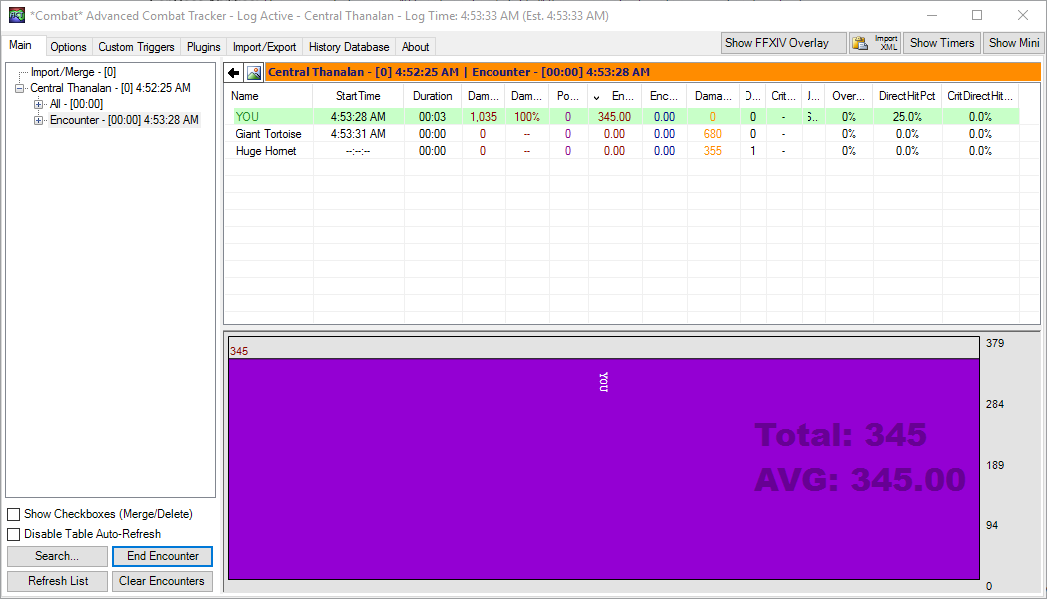 *Combat* Advanced Combat Tracker - Log Active - Central Thanalan - Log Time: 4:53:33 AM (Est. 4:53:33 AM)
Main Options Custom Triggers Plugins Import/Export History Database About Show FFXIV Overlay Import XML Show Timers Show Mini
Import/Merge - [0]
Central Thanalan - [0] 4:52:25 AM
All - [00:00]
Encounter - [00:00] 4:53:28 AM
Central Thanalan - [0] 4:52:25 AM | Encounter - [00:00] 4:53:28 AM
Name StartTime Duration Dam... Dam... Po... En... Enc... Dama... D... Crit... J... Over... DirectHitPct CritDirectHit...
YOU 4:53:28 AM 00:03 1,035 100% 0 345.00 0.00 0 0 - S.. 0% 25.0% 0.0%
Giant Tortoise 4:53:31 AM 00:00 0 -- 0 0.00 0.00 680 0 - 0% 0.0% 0.0%
Huge Hornet --:--:-- 00:00 0 -- 0 0.00 0.00 355 1 - 0% 0.0% 0.0%
345
YOU
Total: 345
AVG: 345.00
379
284
189
94
0
Show Checkboxes (Merge/Delete)
Disable Table Auto-Refresh
Search... End Encounter
Refresh List Clear Encounters